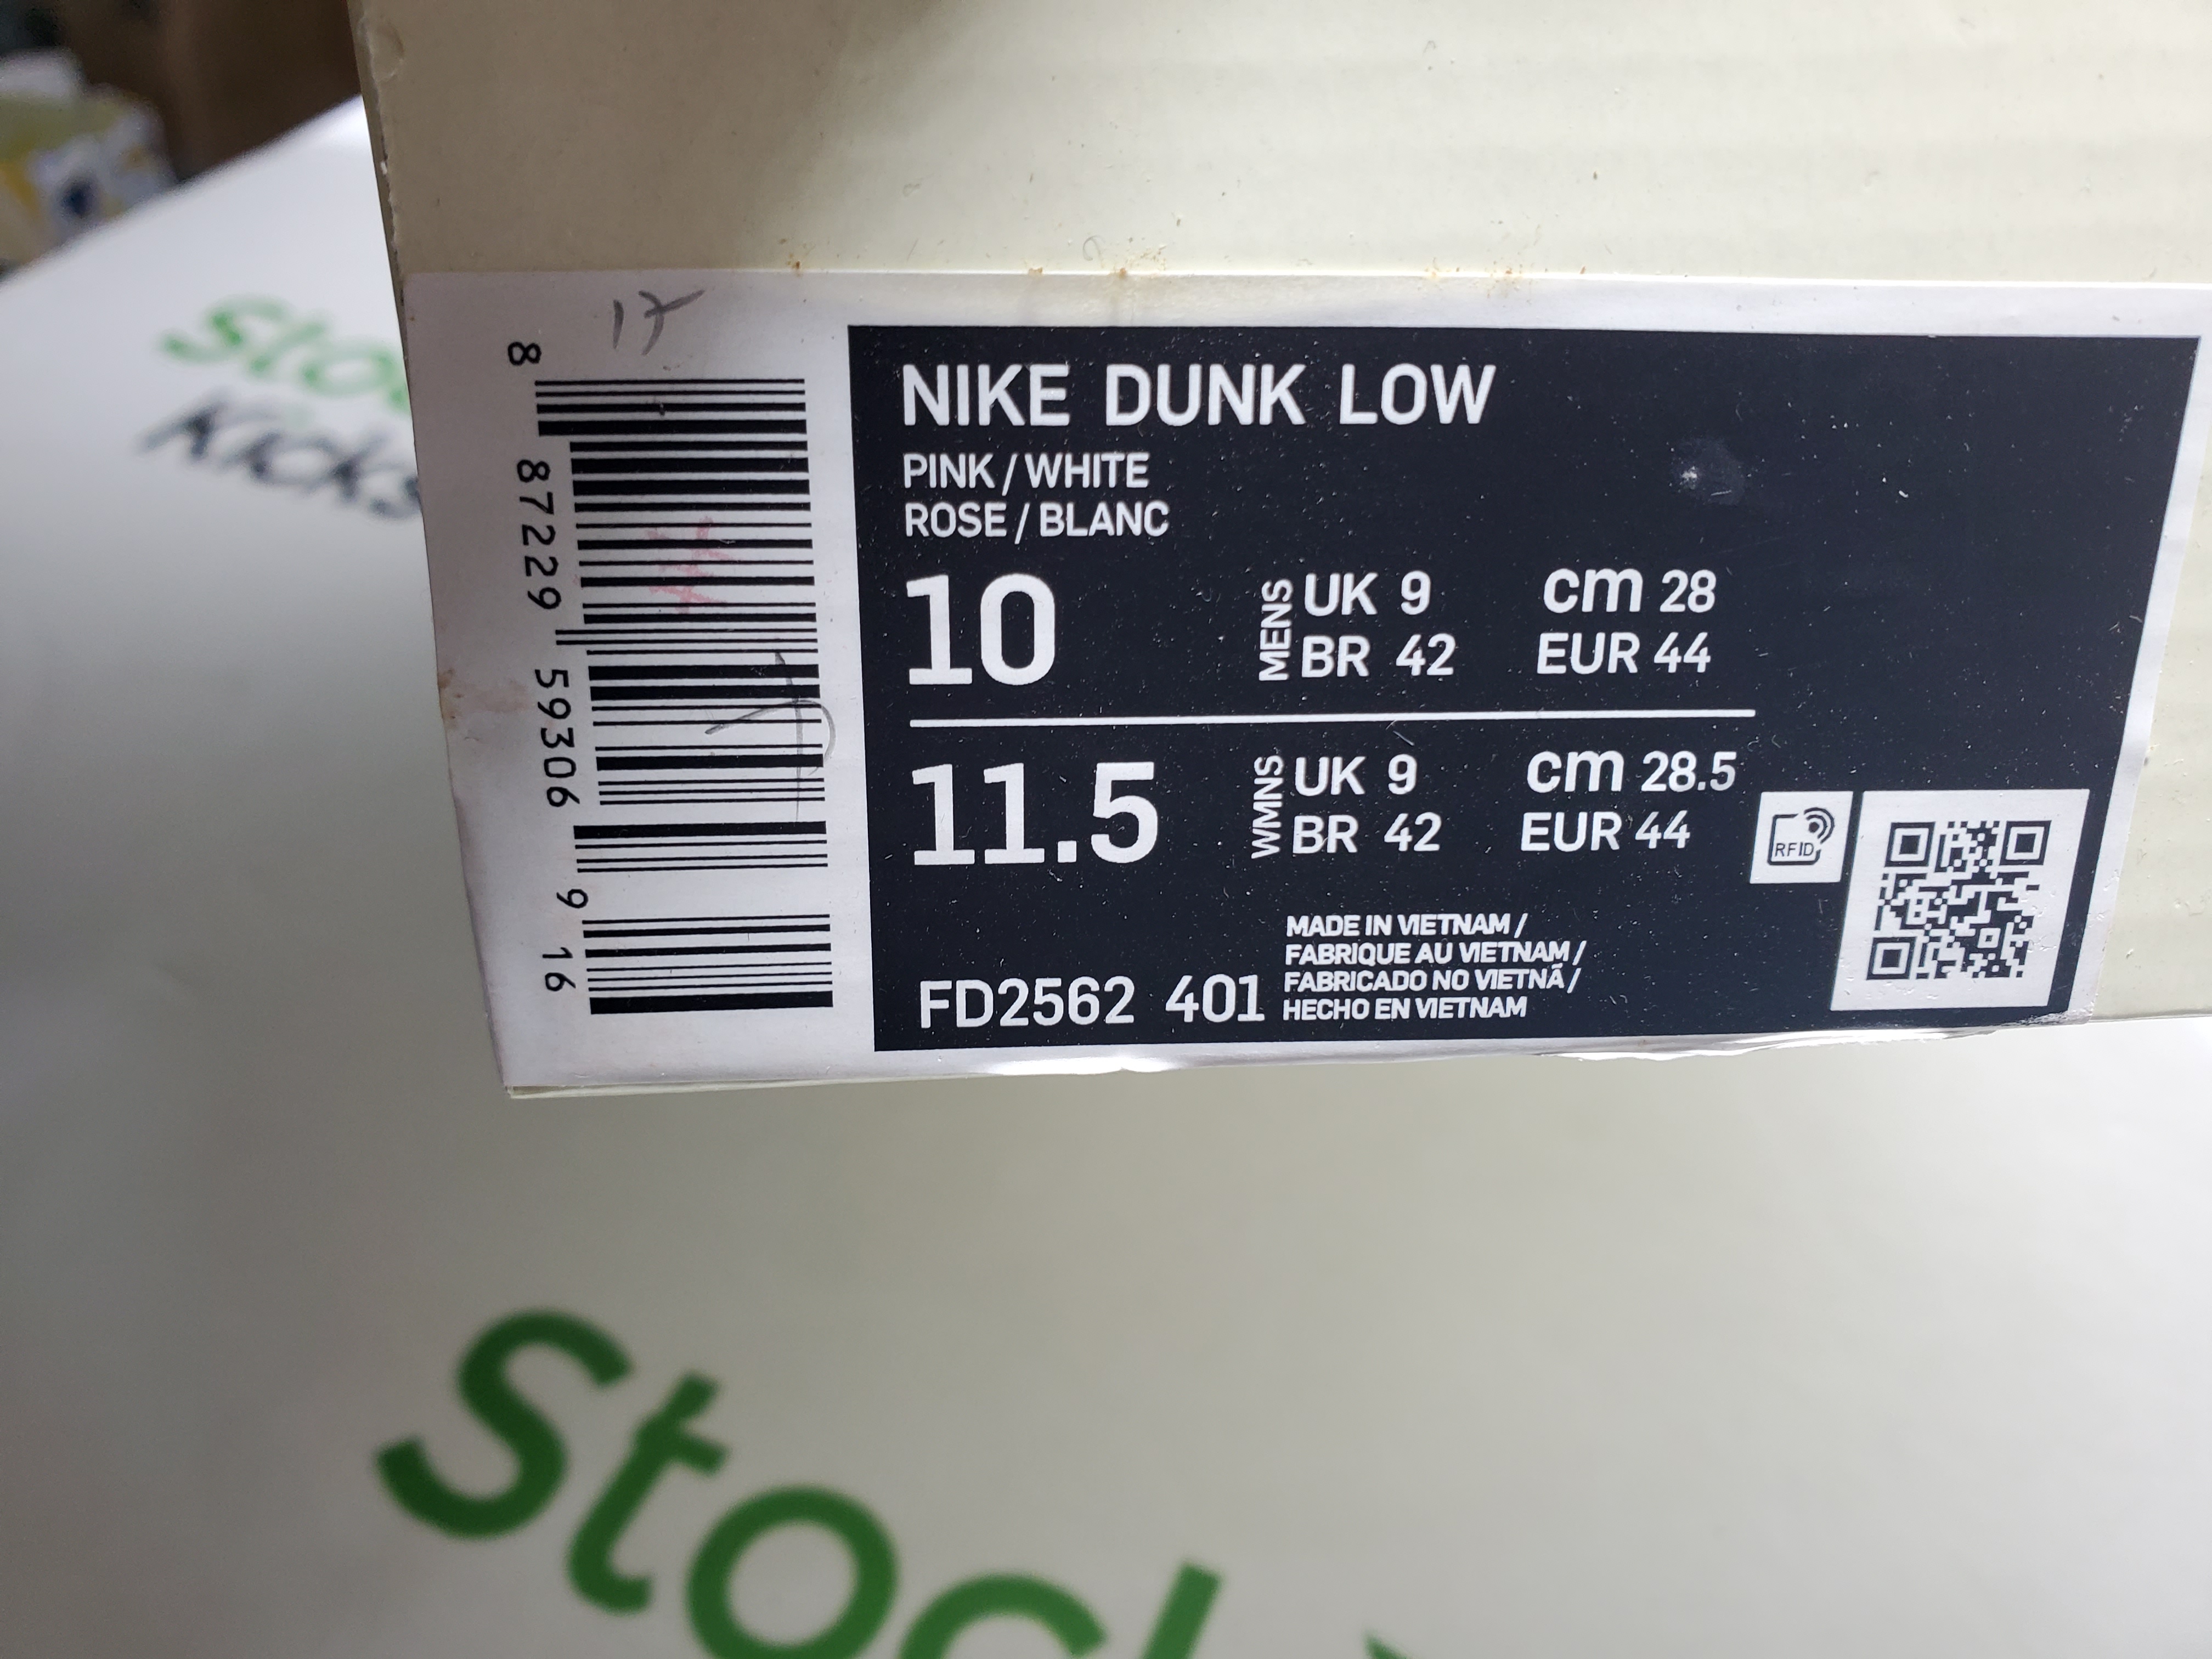 Kicks
17
8 87229 59306 9 16
NIKE DUNK LOW
PINK / WHITE
ROSE / BLANC
10
MENS
UK 9 cm 28
BR 42 EUR 44
11.5
WMNS
UK 9 cm 28.5
BR 42 EUR 44
RFID
FD2562 401
MADE IN VIETNAM /
FABRIQUE AU VIETNAM /
FABRICADO NO VIETNÃ /
HECHO EN VIETNAM